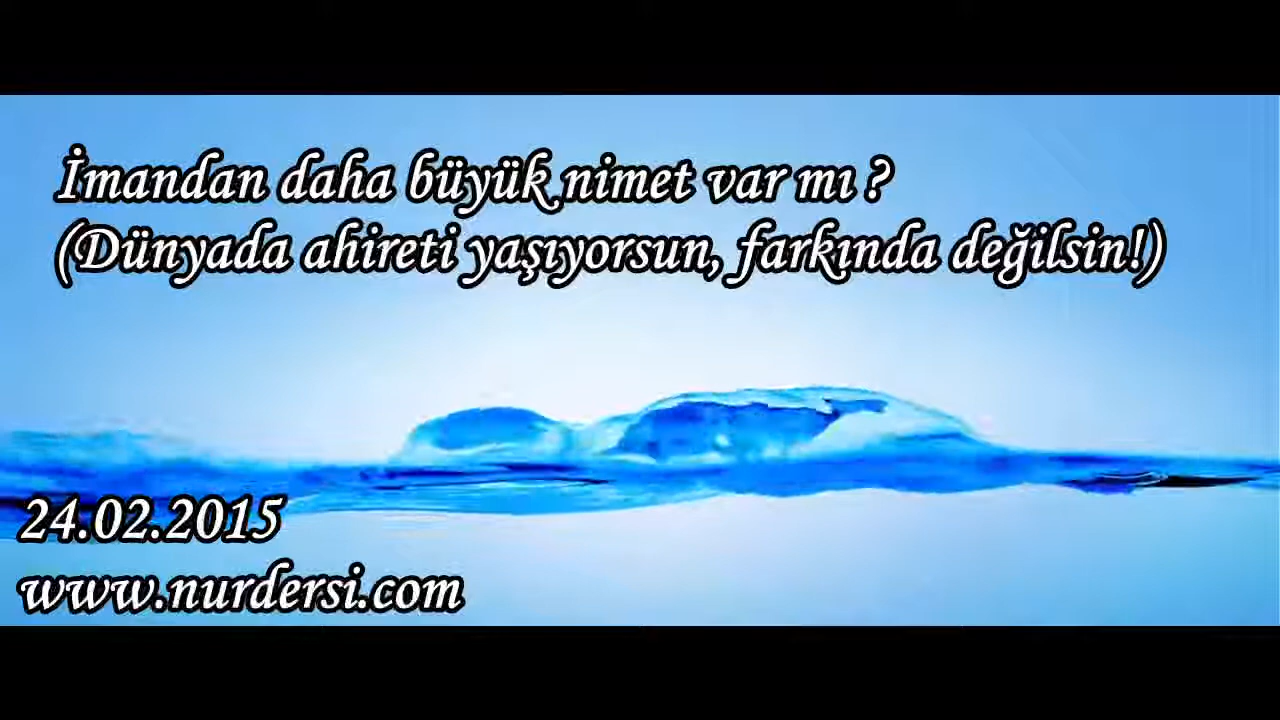 İmandan daha büyük nimet var mı ?
(Dünyada ahireti yaşıyorsun, farkında değilsin!)
24.02.2015
www.nurdersi.com